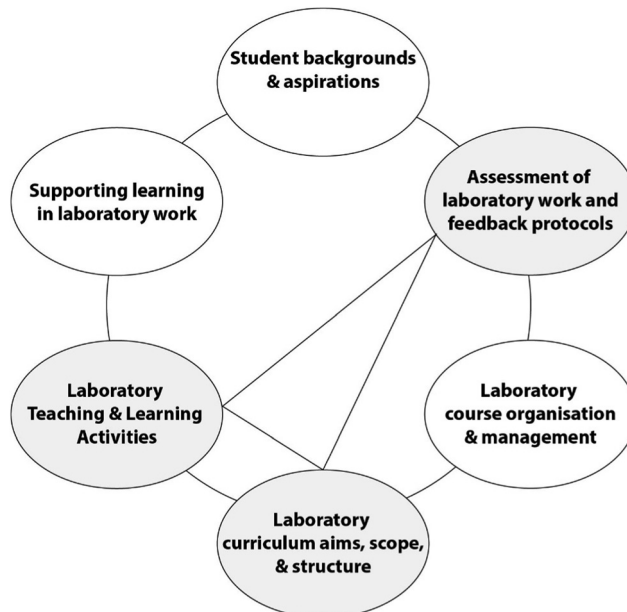 Student backgrounds
& aspirations
Supporting learning
in laboratory work
Assessment of
laboratory work and
feedback protocols
Laboratory
Teaching & Learning
Activities
Laboratory
course organisation
& management
Laboratory
curriculum aims, scope,
& structure